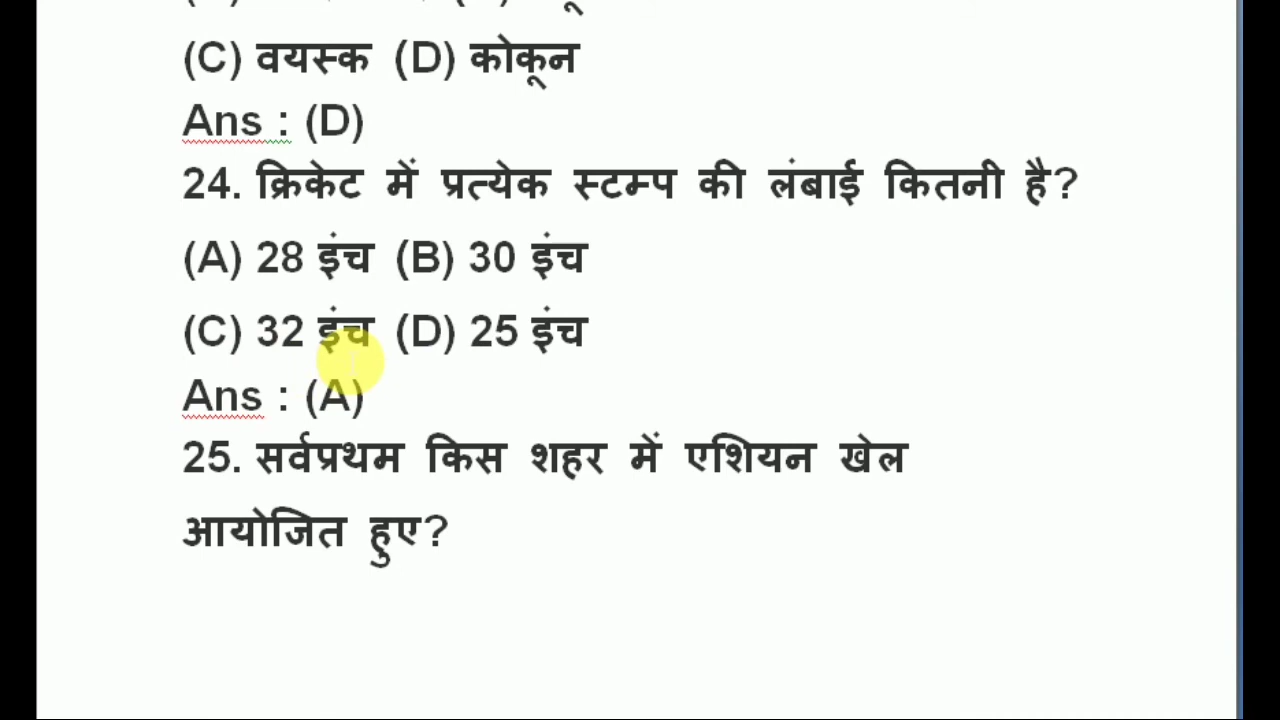 (C) वयस्क (D) कोकून
Ans : (D)
24. क्रिकेट में प्रत्येक स्टम्प की लंबाई कितनी है?
(A) 28 इंच (B) 30 इंच
(C) 32 इंच (D) 25 इंच
Ans : (A)
25. सर्वप्रथम किस शहर में एशियन खेल
आयोजित हुए?